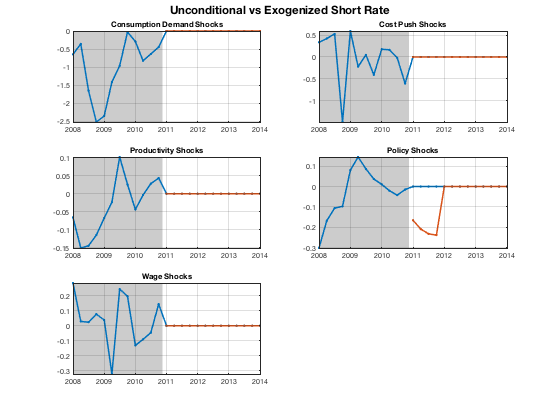 Unconditional vs Exogenized Short Rate
Consumption Demand Shocks
0
-0.5
-1
-1.5
-2
-2.5
2008 2009 2010 2011 2012 2013 2014
Cost Push Shocks
0.5
0
-0.5
-1
2008 2009 2010 2011 2012 2013 2014
Productivity Shocks
0.1
0.05
0
-0.05
-0.1
-0.15
2008 2009 2010 2011 2012 2013 2014
Policy Shocks
0.1
0
-0.1
-0.2
-0.3
2008 2009 2010 2011 2012 2013 2014
Wage Shocks
0.2
0.1
0
-0.1
-0.2
-0.3
2008 2009 2010 2011 2012 2013 2014